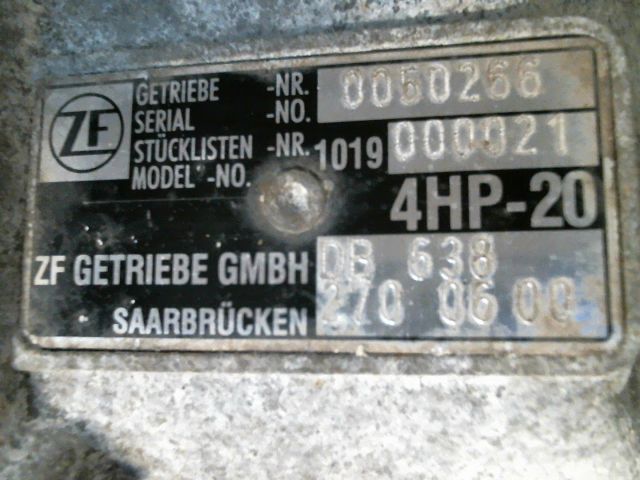 ZF
GETRIEBE -NR. 0060266
SERIAL -NO.
STÜCKLISTEN -NR. 1019 000021
MODEL -NO.
4HP-20
ZF GETRIEBE GMBH DB 638
SAARBRÜCKEN 270 06 00